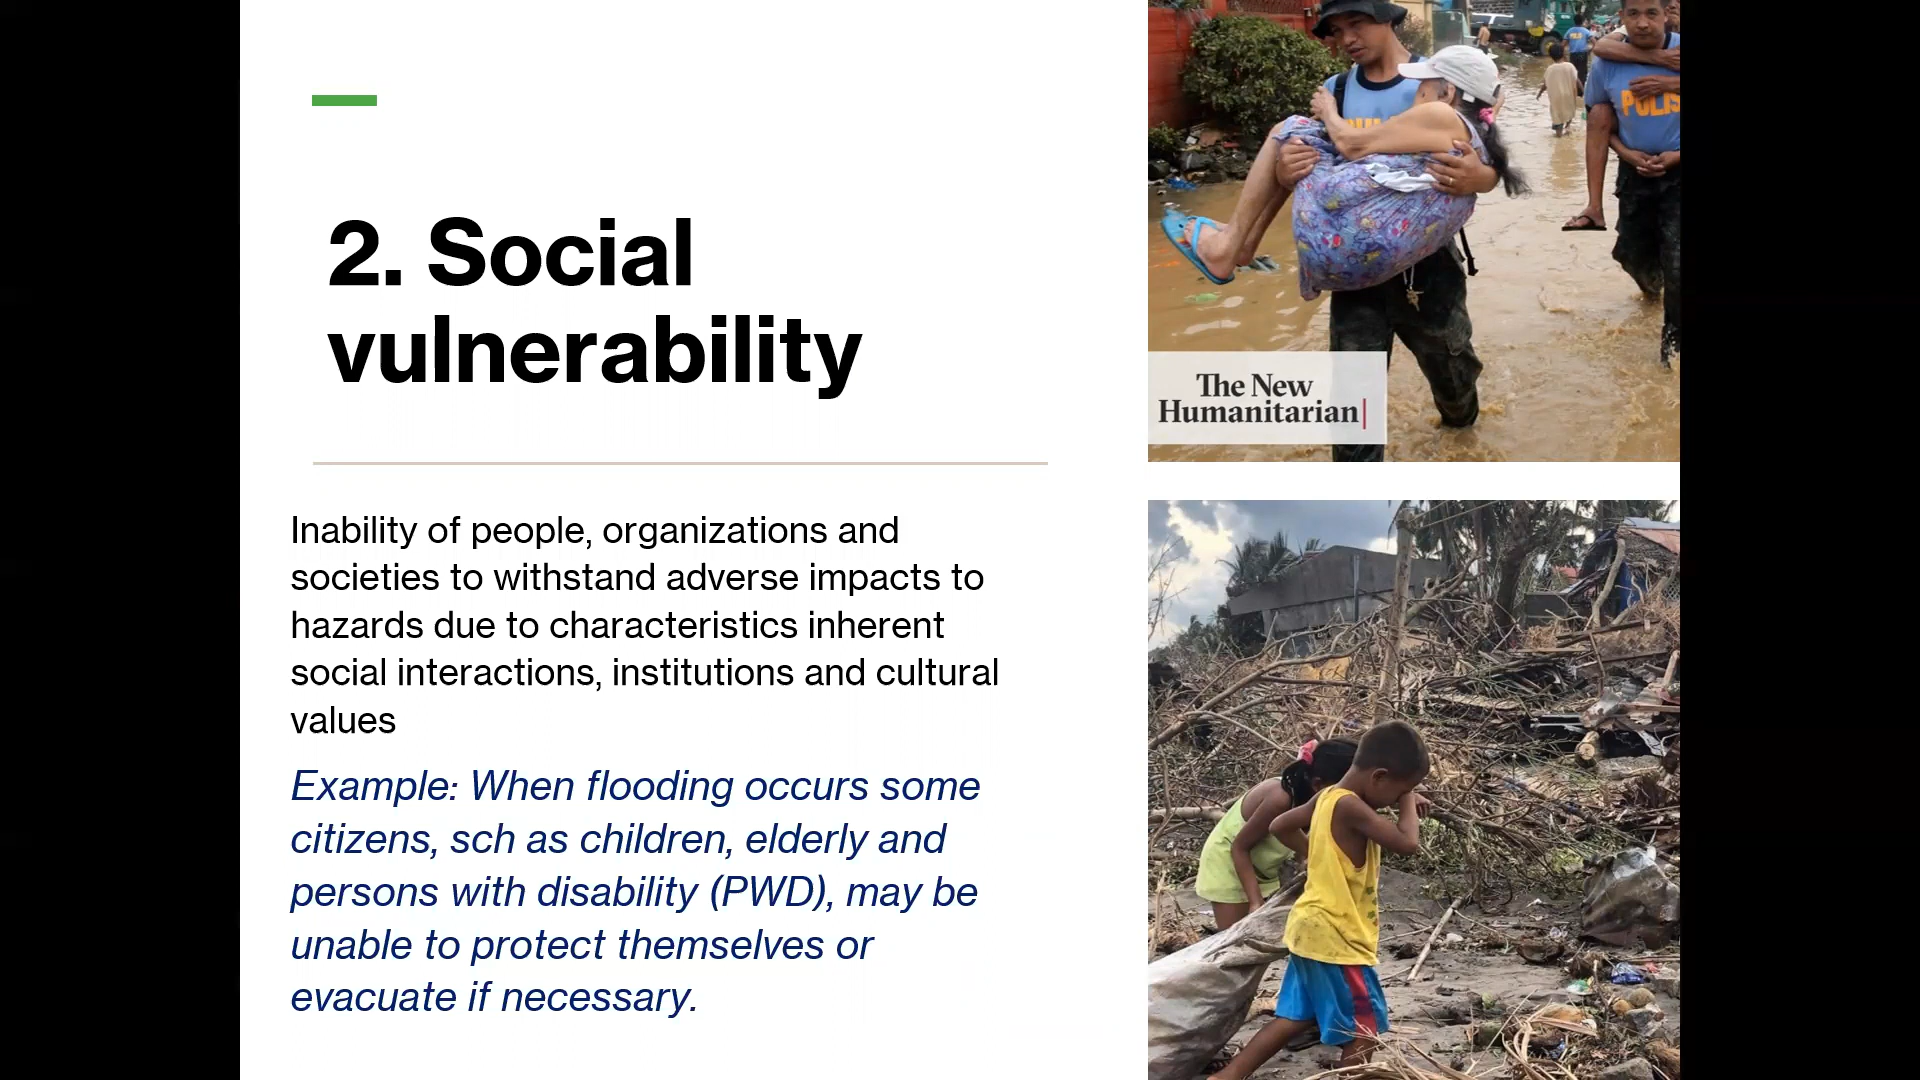 2. Social
vulnerability
Inability of people, organizations and
societies to withstand adverse impacts to
hazards due to characteristics inherent
social interactions, institutions and cultural
values
Example: When flooding occurs some
citizens, sch as children, elderly and
persons with disability (PWD), may be
unable to protect themselves or
evacuate if necessary.
The New
Humanitarian
POLIS